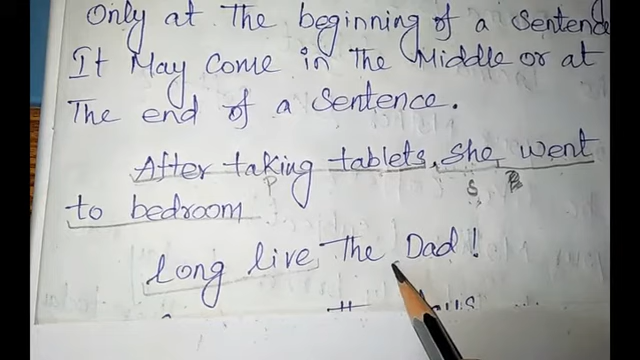 Only at The beginning of a Sentence
It May Come in The Middle or at
The end of a Sentence.
After taking tablets, she went
P S P
to bedroom
long live The Dad!